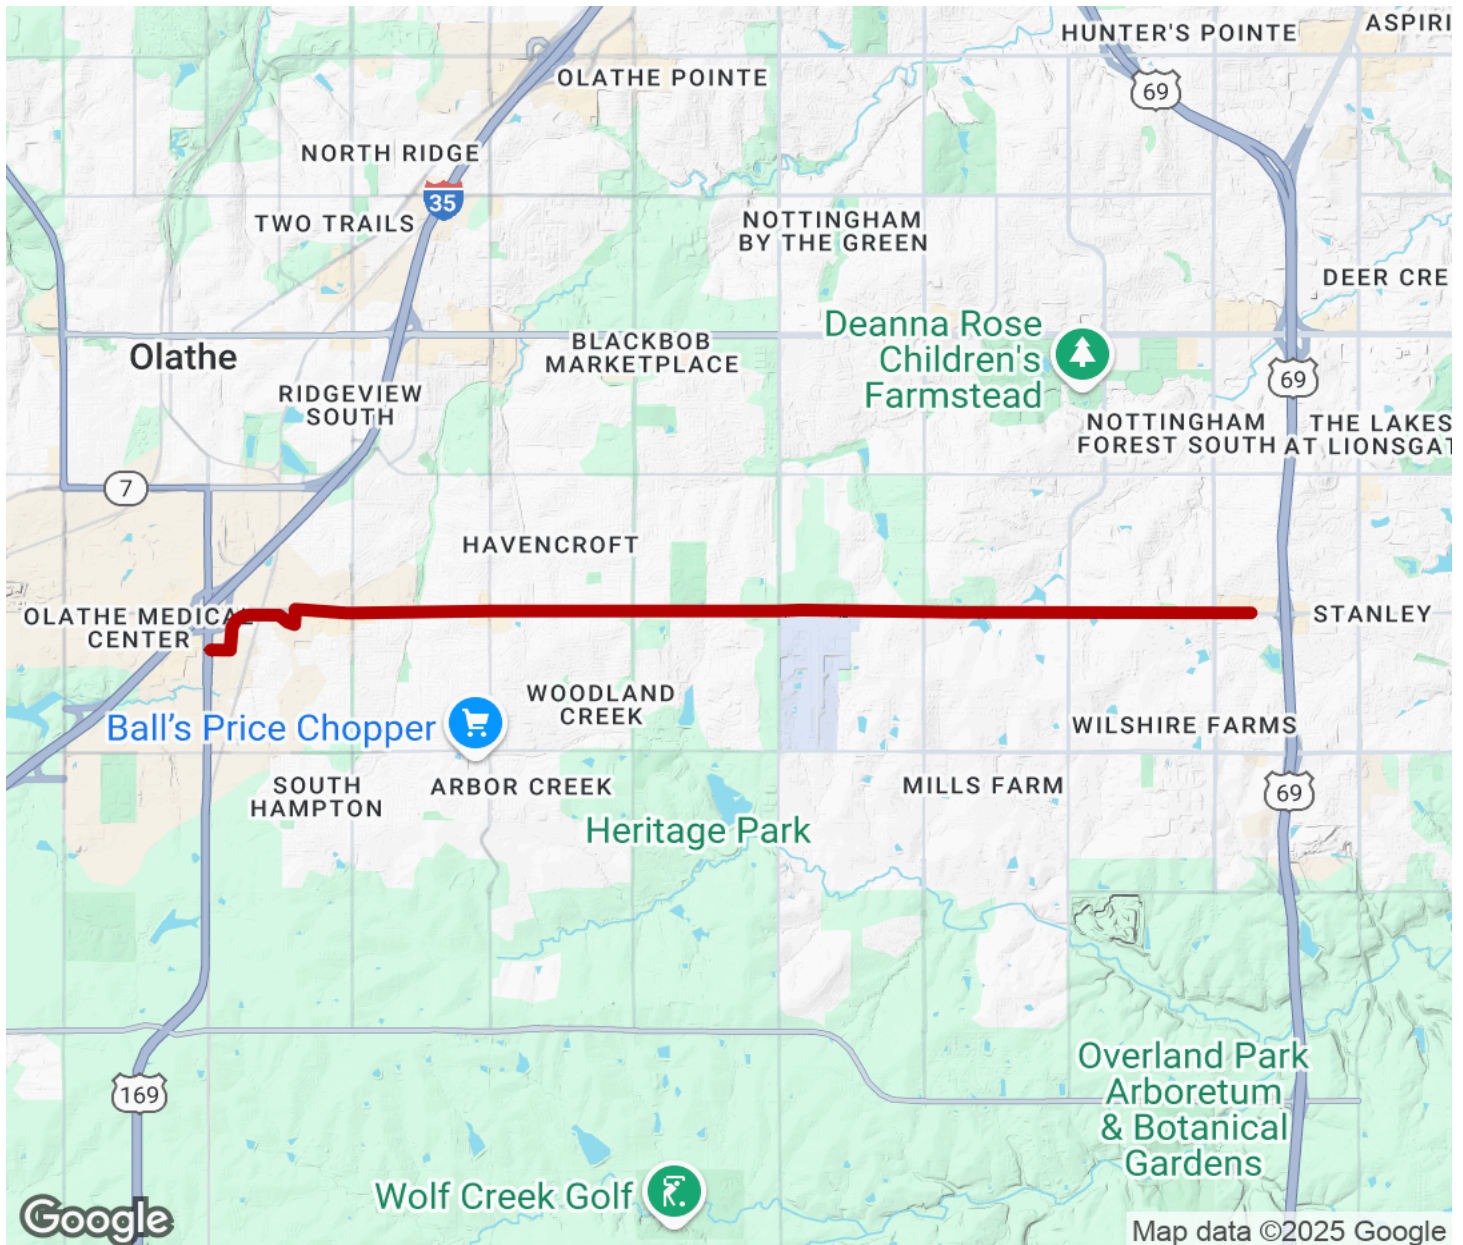 HUNTER'S POINTE
ASPIRI
OLATHE POINTE
69
NORTH RIDGE
35
TWO TRAILS
NOTTINGHAM
BY THE GREEN
DEER CRE
Deanna Rose
Children's
Farmstead
Olathe
BLACKBOB
MARKETPLACE
69
RIDGEVIEW
SOUTH
NOTTINGHAM
FOREST SOUTH
THE LAKES
AT LIONSGAT
7
HAVENCROFT
OLATHE MEDICAL
CENTER
STANLEY
WOODLAND
CREEK
Ball’s Price Chopper
WILSHIRE FARMS
SOUTH
HAMPTON
ARBOR CREEK
MILLS FARM
69
Heritage Park
Overland Park
Arboretum
& Botanical
Gardens
169
Wolf Creek Golf
Google
Map data ©2025 Google